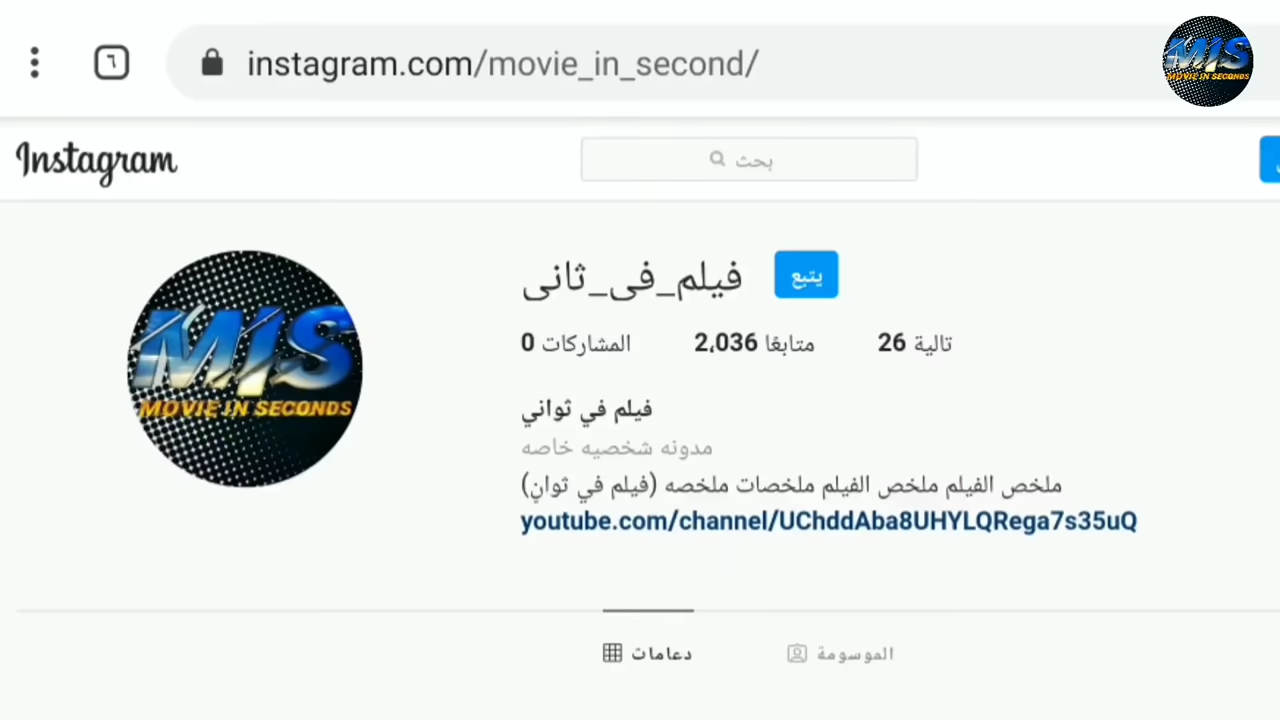 ٦
instagram.com/movie_in_second/
MIS
MOVIE IN SECONDS
Instagram
بحث
MIS
MOVIE IN SECONDS
فيلم_فى_ثانى
يتبع
المشاركات 0
متابعًا 2,036
تالية 26
فيلم في ثواني
مدونه شخصيه خاصه
ملخص الفيلم ملخص الفيلم ملخصات ملخصه (فيلم في ثوانٍ)
youtube.com/channel/UChddAba8UHYLQRega7s35uQ
دعامات
الموسومة